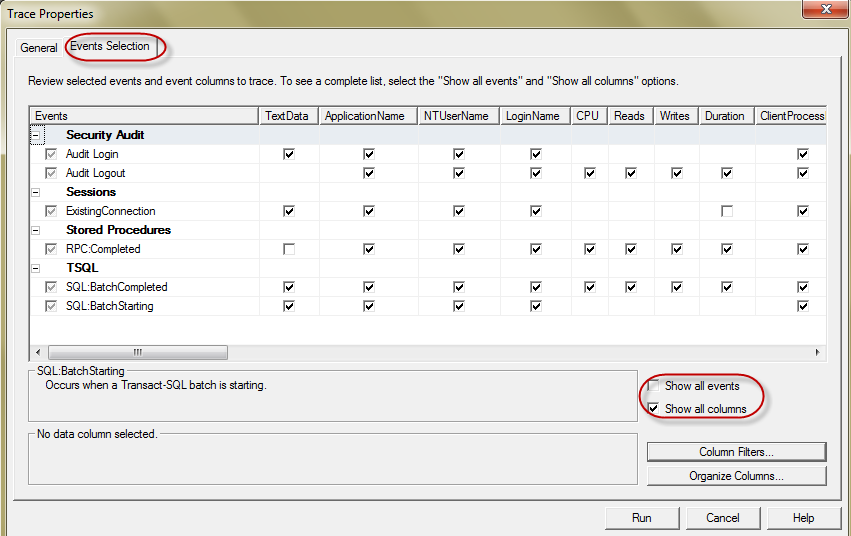 Trace Properties
General
Events Selection
Review selected events and event columns to trace. To see a complete list, select the "Show all events" and "Show all columns" options.
Events TextData ApplicationName NTUserName LoginName CPU Reads Writes Duration ClientProcess
Security Audit
Audit Login
Audit Logout
Sessions
ExistingConnection
Stored Procedures
RPC:Completed
TSQL
SQL:BatchCompleted
SQL:BatchStarting
SQL:BatchStarting
Occurs when a Transact-SQL batch is starting.
Show all events
Show all columns
No data column selected.
Column Filters...
Organize Columns...
Run Cancel Help